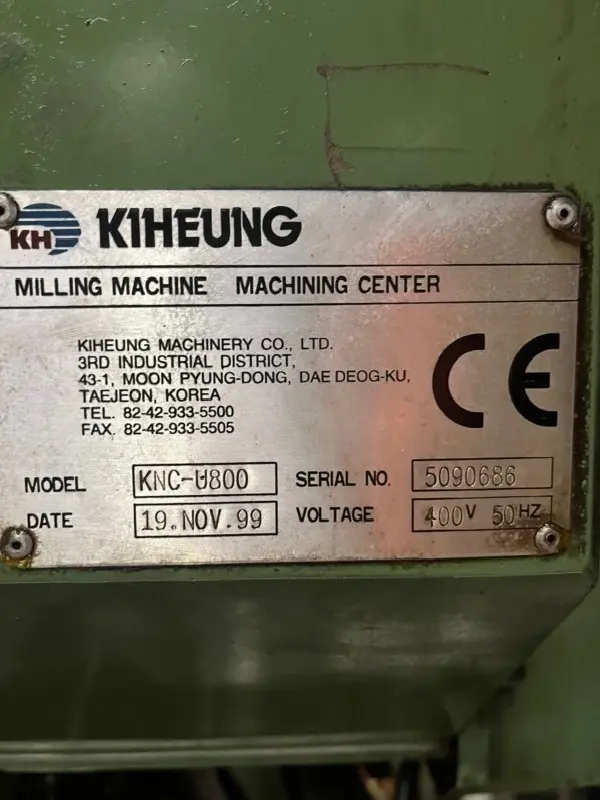 KH KIHEUNG
MILLING MACHINE MACHINING CENTER
KIHEUNG MACHINERY CO., LTD.
3RD INDUSTRIAL DISTRICT,
43-1, MOON PYUNG-DONG, DAE DEOG-KU,
TAEJEON, KOREA
TEL. 82-42-933-5500
FAX. 82-42-933-5505
CE
MODEL KNC-U800 SERIAL NO. 5090686
DATE 19.NOV.99 VOLTAGE 400V 50HZ